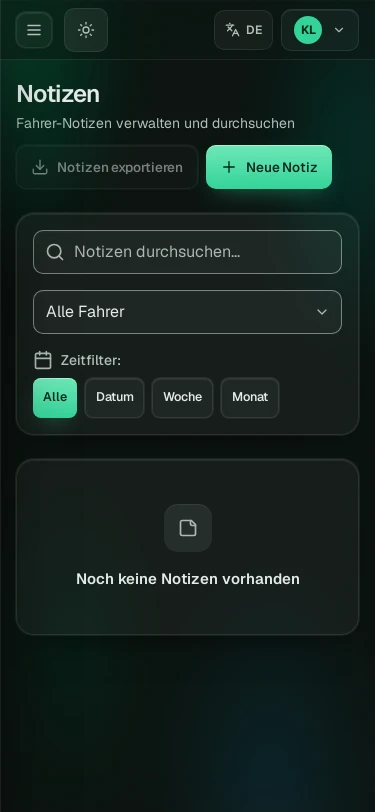 DE
KL
Notizen
Fahrer-Notizen verwalten und durchsuchen
Notizen exportieren
Neue Notiz
Notizen durchsuchen...
Alle Fahrer
Zeitfilter:
Alle
Datum
Woche
Monat
Noch keine Notizen vorhanden